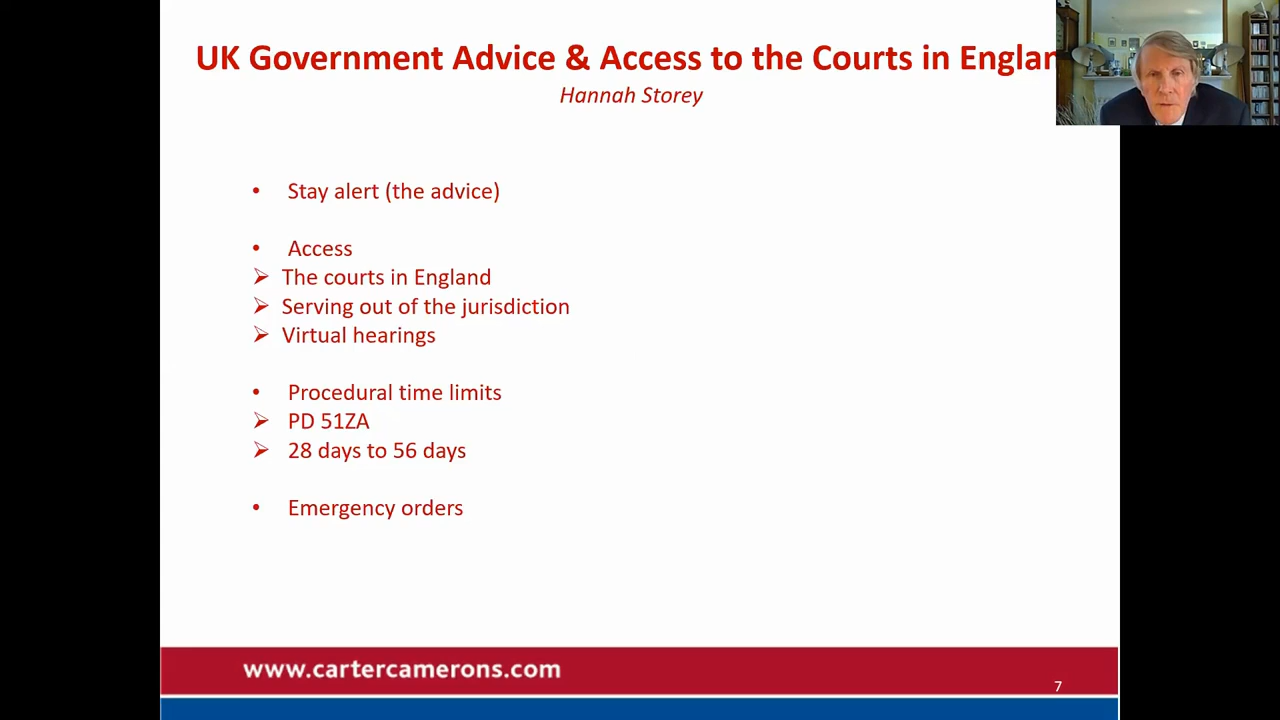 UK Government Advice & Access to the Courts in Englan
Hannah Storey
• Stay alert (the advice)
• Access
➢ The courts in England
➢ Serving out of the jurisdiction
➢ Virtual hearings
• Procedural time limits
➢ PD 51ZA
➢ 28 days to 56 days
• Emergency orders
www.cartercamerons.com
7